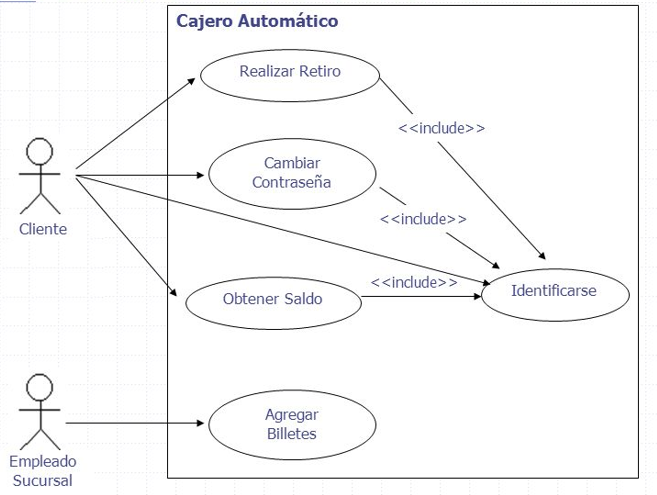 Cajero Automático
Realizar Retiro
<<include>>
Cambiar
Contraseña
<<include>>
Cliente
<<include>>
Obtener Saldo
Identificarse
Agregar
Billetes
Empleado
Sucursal